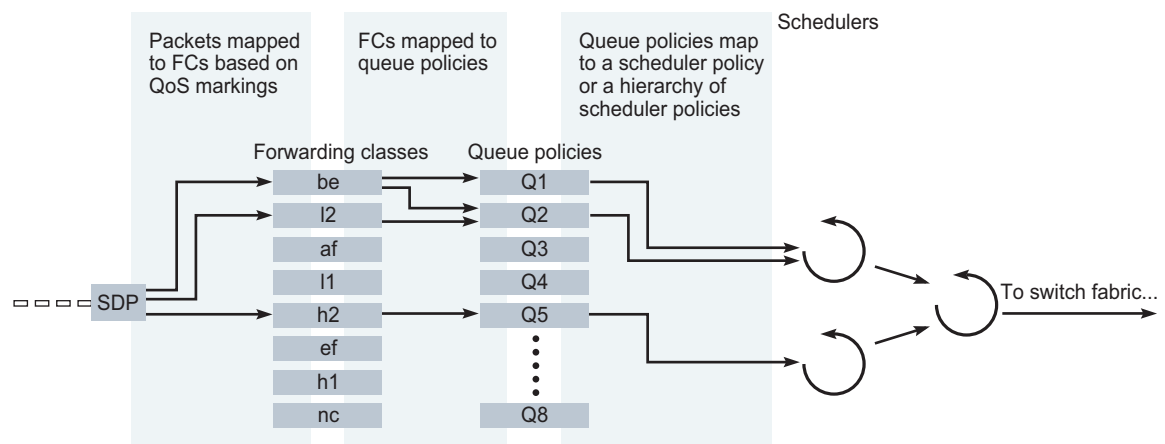 Schedulers
Packets mapped
to FCs based on
QoS markings
FCs mapped to
queue policies
Queue policies map
to a scheduler policy
or a hierarchy of
scheduler policies
Forwarding classes
Queue policies
be
Q1
l2
Q2
af
Q3
l1
Q4
SDP
h2
Q5
ef
h1
nc
Q8
To switch fabric...